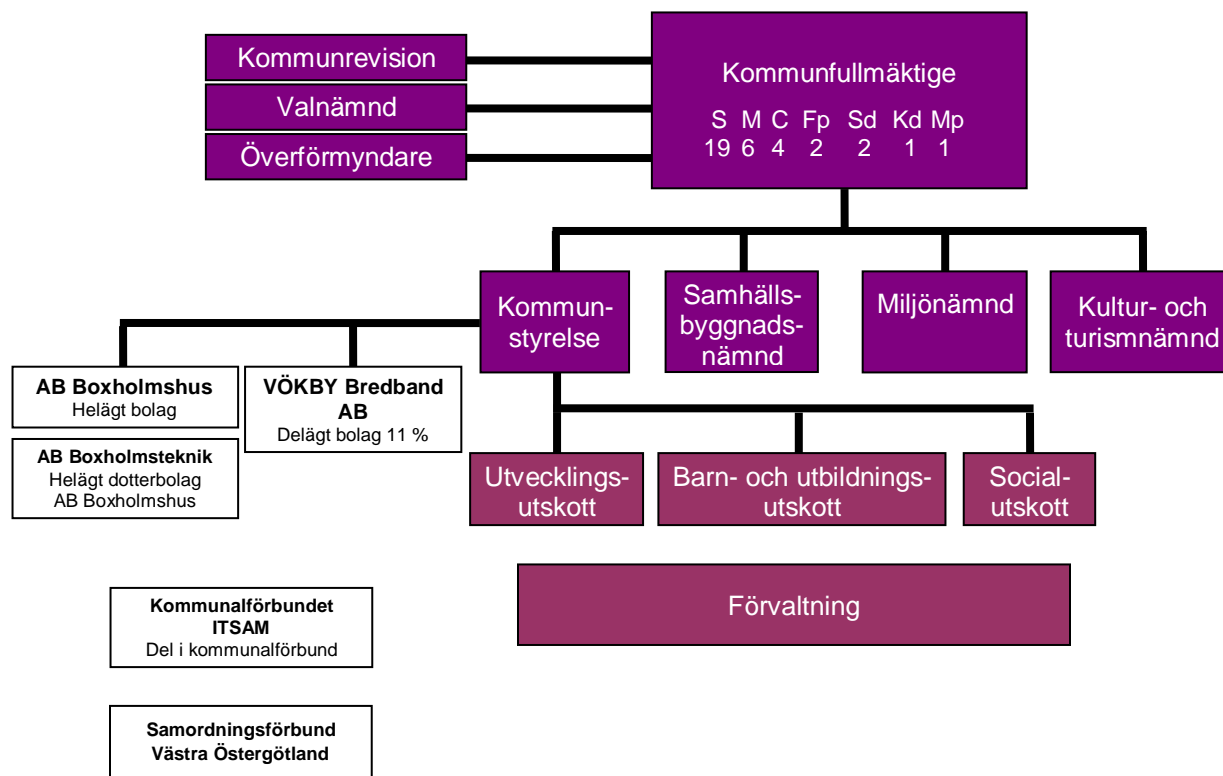 Kommunrevision
Valnämnd
Överförmyndare
Kommunfullmäktige
S M C Fp Sd Kd Mp
19 6 4 2 2 1 1
Kommun-
styrelse
Samhälls-
byggnads-
nämnd
Miljönämnd
Kultur- och
turismnämnd
AB Boxholmshus
Helägt bolag
VÖKBY Bredband
AB
Delägt bolag 11 %
AB Boxholmsteknik
Helägt dotterbolag
AB Boxholmshus
Utvecklings-
utskott
Barn- och utbildnings-
utskott
Social-
utskott
Förvaltning
Kommunalförbundet
ITSAM
Del i kommunalförbund
Samordningsförbund
Västra Östergötland